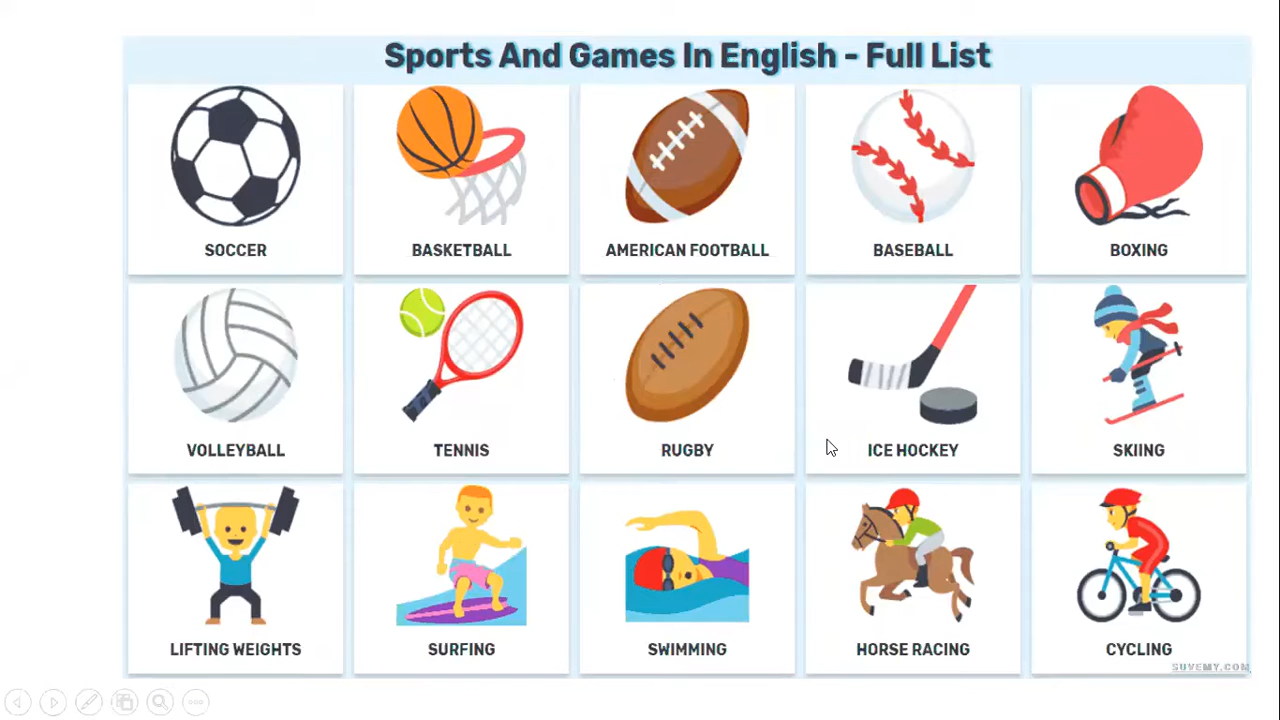 Sports And Games In English - Full List
SOCCER
BASKETBALL
AMERICAN FOOTBALL
BASEBALL
BOXING
VOLLEYBALL
TENNIS
RUGBY
ICE HOCKEY
SKIING
LIFTING WEIGHTS
SURFING
SWIMMING
HORSE RACING
CYCLING
SUVEMY.COM